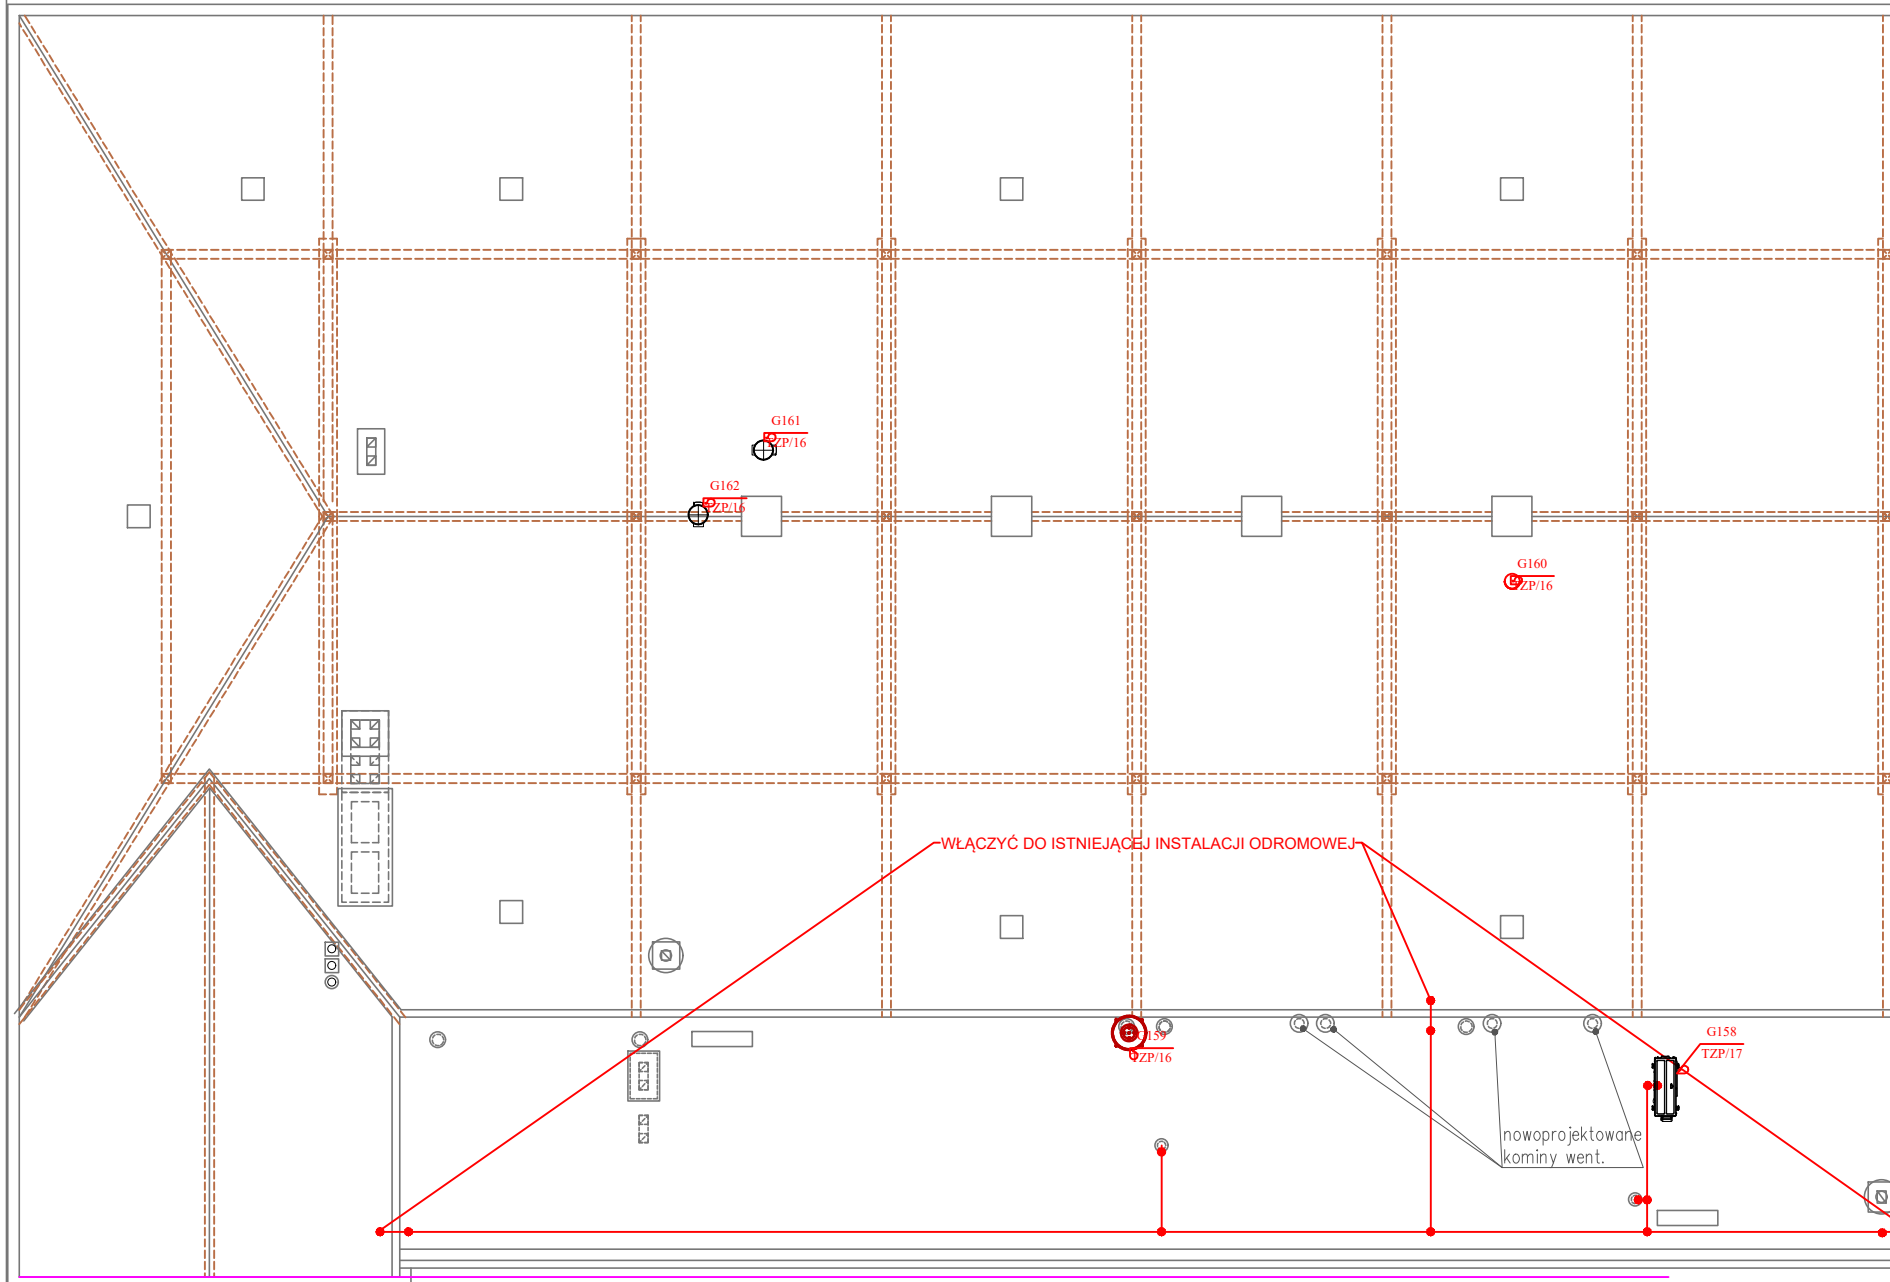 G161
TZP/16
G162
TZP/16
G160
TZP/16
WŁĄCZYĆ DO ISTNIEJĄCEJ INSTALACJI ODROMOWEJ
G159
TZP/16
G158
TZP/17
nowoprojektowane
kominy went.